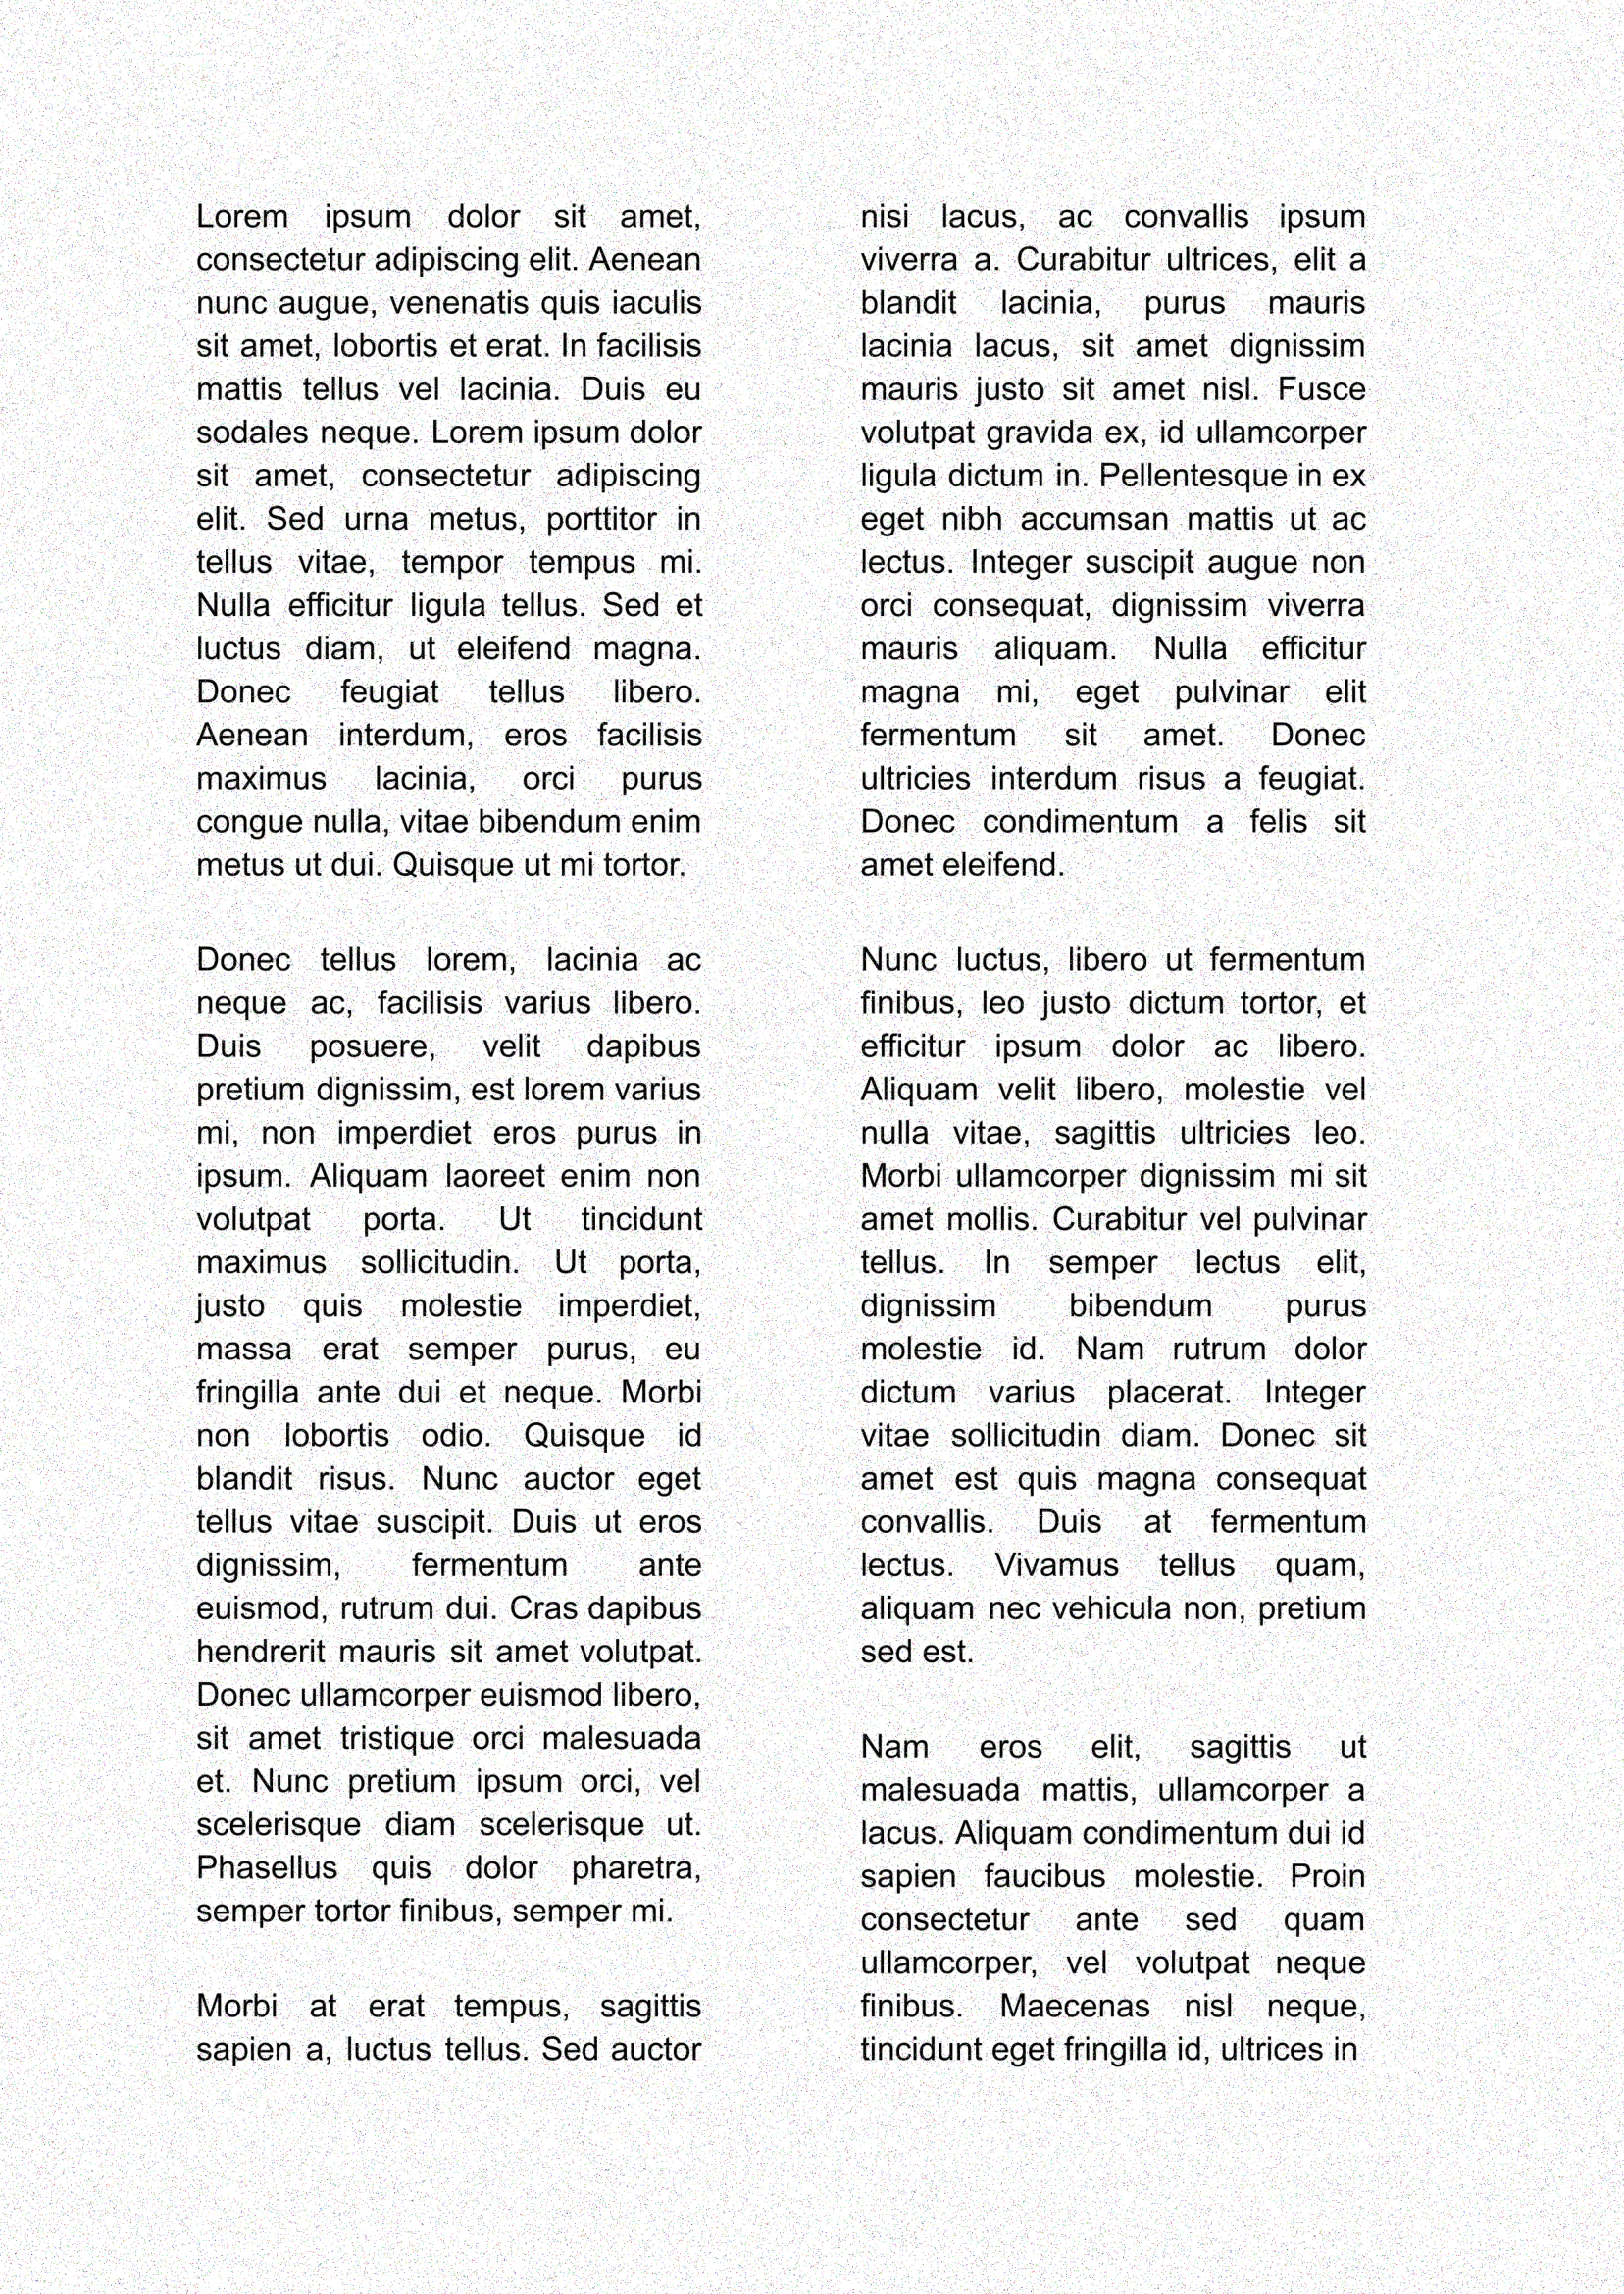 Lorem ipsum dolor sit amet,
consectetur adipiscing elit. Aenean
nunc augue, venenatis quis iaculis
sit amet, lobortis et erat. In facilisis
mattis tellus vel lacinia. Duis eu
sodales neque. Lorem ipsum dolor
sit amet, consectetur adipiscing
elit. Sed urna metus, porttitor in
tellus vitae, tempor tempus mi.
Nulla efficitur ligula tellus. Sed et
luctus diam, ut eleifend magna.
Donec feugiat tellus libero.
Aenean interdum, eros facilisis
maximus lacinia, orci purus
congue nulla, vitae bibendum enim
metus ut dui. Quisque ut mi tortor.
Donec tellus lorem, lacinia ac
neque ac, facilisis varius libero.
Duis posuere, velit dapibus
pretium dignissim, est lorem varius
mi, non imperdiet eros purus in
ipsum. Aliquam laoreet enim non
volutpat porta. Ut tincidunt
maximus sollicitudin. Ut porta,
justo quis molestie imperdiet,
massa erat semper purus, eu
fringilla ante dui et neque. Morbi
non lobortis odio. Quisque id
blandit risus. Nunc auctor eget
tellus vitae suscipit. Duis ut eros
dignissim, fermentum ante
euismod, rutrum dui. Cras dapibus
hendrerit mauris sit amet volutpat.
Donec ullamcorper euismod libero,
sit amet tristique orci malesuada
et. Nunc pretium ipsum orci, vel
scelerisque diam scelerisque ut.
Phasellus quis dolor pharetra,
semper tortor finibus, semper mi.
Morbi at erat tempus, sagittis
sapien a, luctus tellus. Sed auctor
nisi lacus, ac convallis ipsum
viverra a. Curabitur ultrices, elit a
blandit lacinia, purus mauris
lacinia lacus, sit amet dignissim
mauris justo sit amet nisl. Fusce
volutpat gravida ex, id ullamcorper
ligula dictum in. Pellentesque in ex
eget nibh accumsan mattis ut ac
lectus. Integer suscipit augue non
orci consequat, dignissim viverra
mauris aliquam. Nulla efficitur
magna mi, eget pulvinar elit
fermentum sit amet. Donec
ultricies interdum risus a feugiat.
Donec condimentum a felis sit
amet eleifend.
Nunc luctus, libero ut fermentum
finibus, leo justo dictum tortor, et
efficitur ipsum dolor ac libero.
Aliquam velit libero, molestie vel
nulla vitae, sagittis ultricies leo.
Morbi ullamcorper dignissim mi sit
amet mollis. Curabitur vel pulvinar
tellus. In semper lectus elit,
dignissim bibendum purus
molestie id. Nam rutrum dolor
dictum varius placerat. Integer
vitae sollicitudin diam. Donec sit
amet est quis magna consequat
convallis. Duis at fermentum
lectus. Vivamus tellus quam,
aliquam nec vehicula non, pretium
sed est.
Nam eros elit, sagittis ut
malesuada mattis, ullamcorper a
lacus. Aliquam condimentum dui id
sapien faucibus molestie. Proin
consectetur ante sed quam
ullamcorper, vel volutpat neque
finibus. Maecenas nisl neque,
tincidunt eget fringilla id, ultrices in